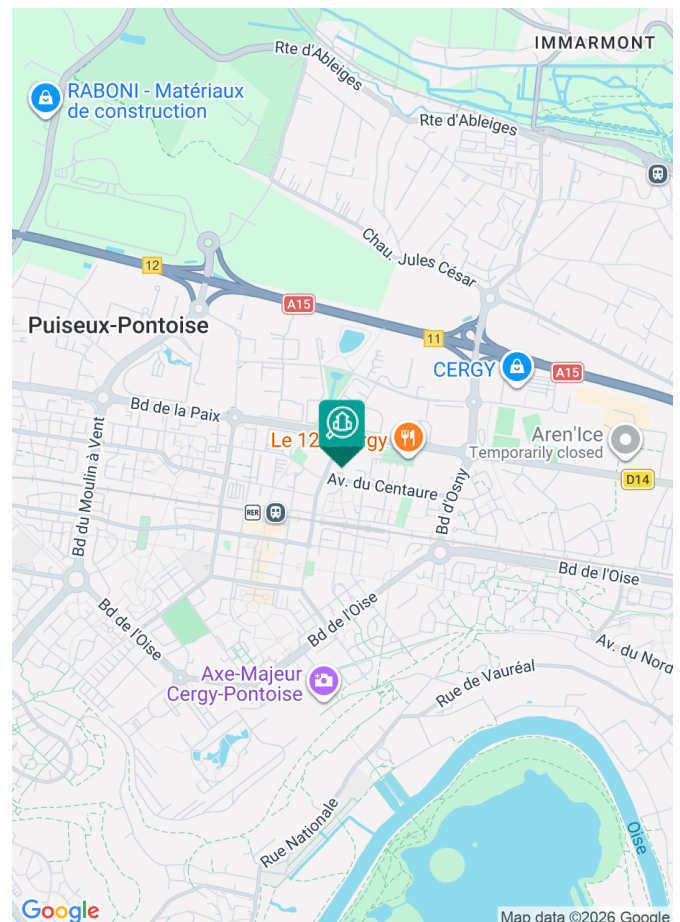 IMMARMONT
RABONI - Matériaux
de construction
Rte d'Ableiges
Rte d'Ableiges
Chau. Jules César
12
A15
Puiseux-Pontoise
11
CERGY
A15
Bd de la Paix
Le 12
rgy
Aren'Ice
Temporarily closed
D14
Av. du Centaure
Bd d'Osny
Bd du Moulin à Vent
RER
Bd de l'Oise
Bd de l'Oise
Bd de l'Oise
Av. du Nord
Axe-Majeur
Cergy-Pontoise
Rue de Vauréal
Rue Nationale
Oise
Google
Map data ©2026 Google